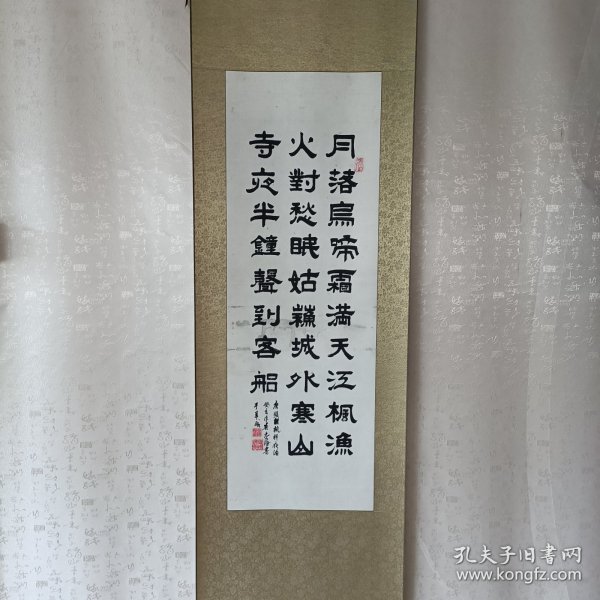 月落烏啼霜滿天江楓漁
火對愁眠姑蘇城外寒山
寺夜半鐘聲到客船
孔夫子旧书网
www.kongfz.com